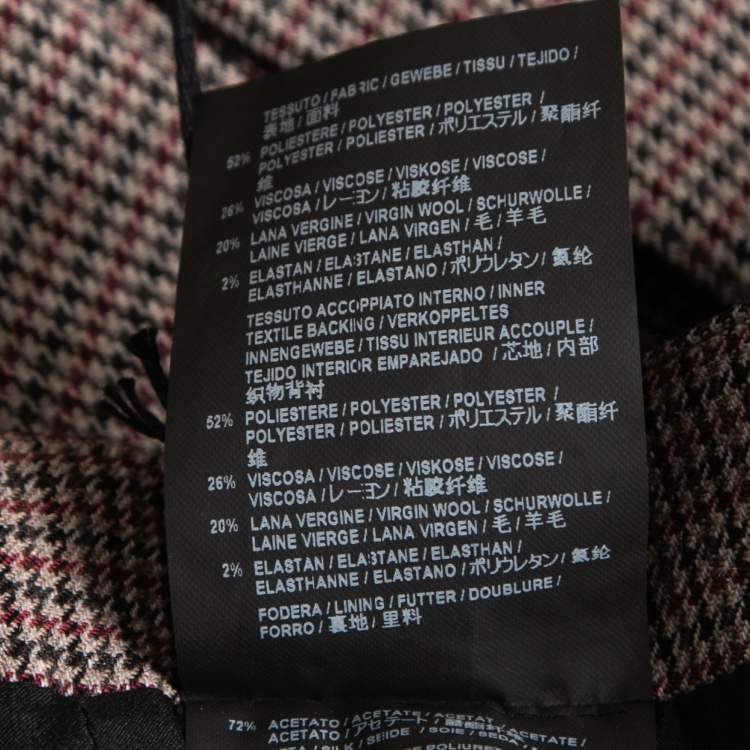 TESSUTO / FABRIC / GEWEBE / TISSU / TEJIDO /
表地 / 面料
52% POLIESTERE / POLYESTER / POLYESTER /
POLYESTER / POLYESTER / ポリエステル / 聚酯纤
维
26% VISCOSA / VISCOSE / VISKOSE / VISCOSE /
VISCOSA / レーヨン / 粘胶纤维
20% LANA VERGINE / VIRGIN WOOL / SCHURWOLLE /
LAINE VIERGE / LANA VIRGEN / 毛 / 羊毛
2% ELASTAN / ELASTANE / ELASTHAN /
ELASTHANNE / ELASTANO / ポリウレタン / 氨纶
TESSUTO ACCOPPIATO INTERNO / INNER
TEXTILE BACKING / VERKOPPELTES
INNENGEWEBE / TISSU INTERIEUR ACCOUPLE /
TEJIDO INTERIOR EMPAREJADO / 芯地 / 内部
织物背衬
52% POLIESTERE / POLYESTER / POLYESTER /
POLYESTER / POLYESTER / ポリエステル / 聚酯纤
维
26% VISCOSA / VISCOSE / VISKOSE / VISCOSE /
VISCOSA / レーヨン / 粘胶纤维
20% LANA VERGINE / VIRGIN WOOL / SCHURWOLLE /
LAINE VIERGE / LANA VIRGEN / 毛 / 羊毛
2% ELASTAN / ELASTANE / ELASTHAN /
ELASTHANNE / ELASTANO / ポリウレタン / 氨纶
FODERA / LINING / FUTTER / DOUBLURE /
FORRO / 裏地 / 里料
72% ACETATO / ACETATE / ACETAT
ACETATO / アセテート /
SILK / SEIDE / SOIE / SEDA /